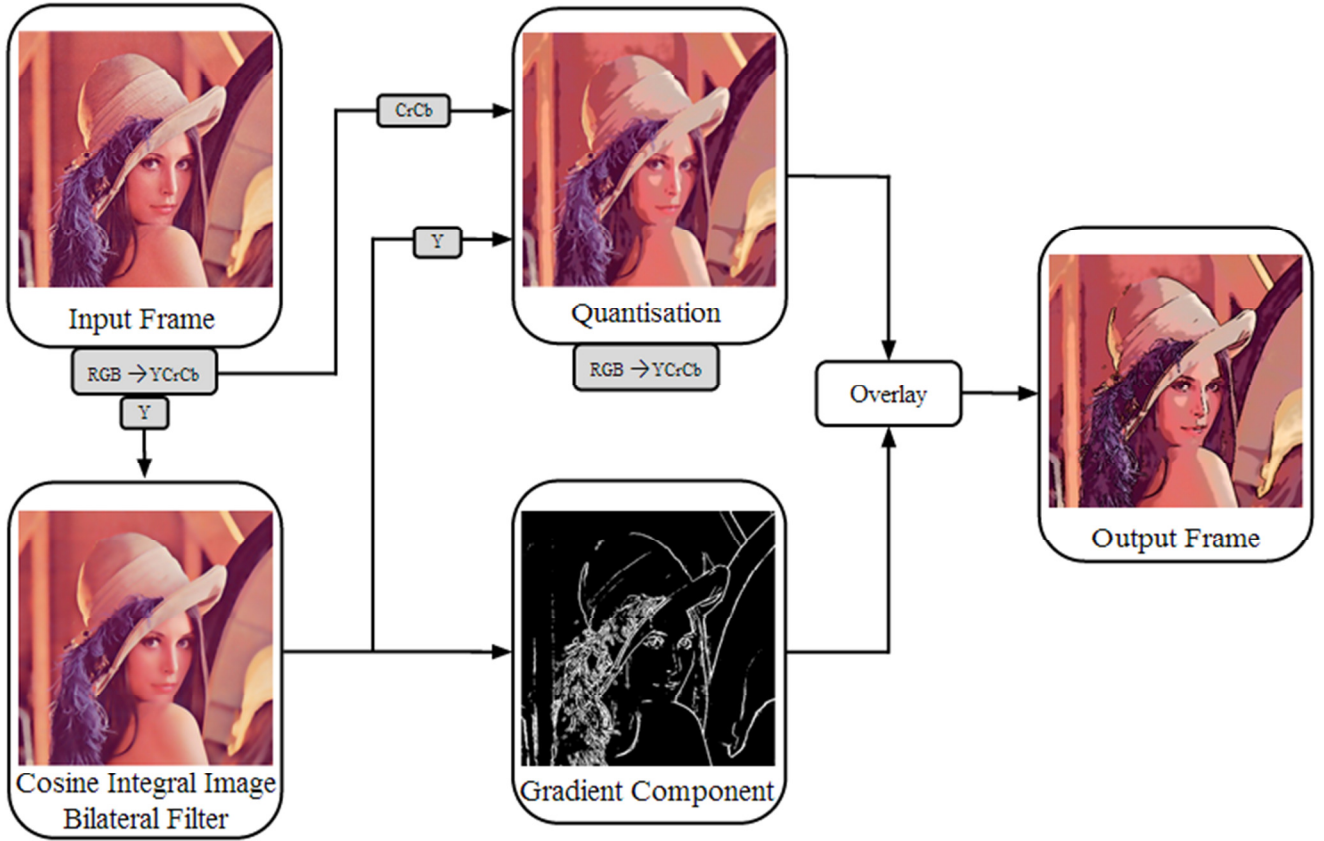 Input Frame
RGB →YCrCb
Y
CrCb
Y
Quantisation
RGB →YCrCb
Overlay
Output Frame
Cosine Integral Image
Bilateral Filter
Gradient Component